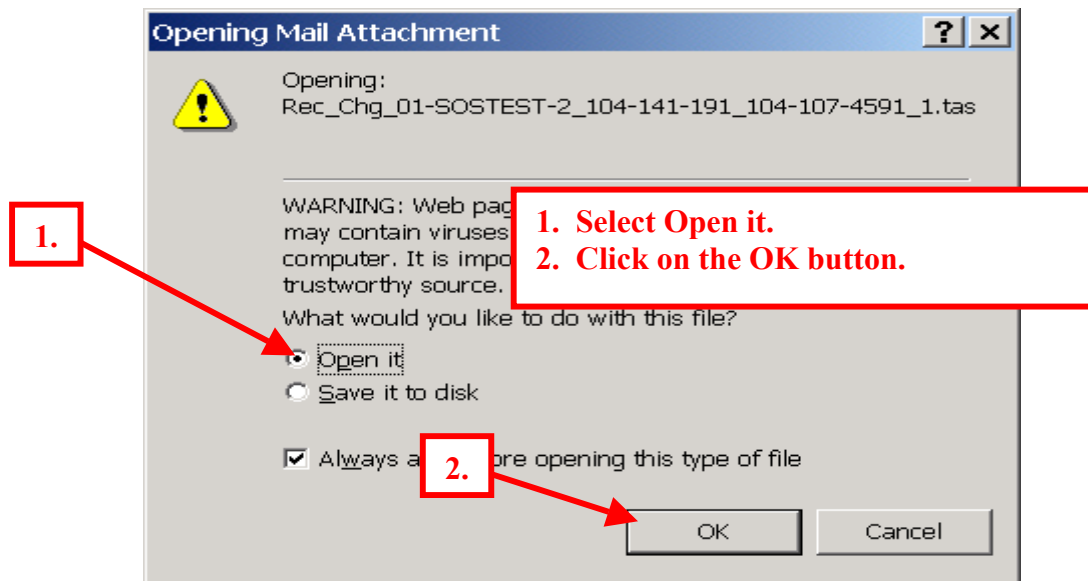 Opening Mail Attachment
Opening:
Rec_Chg_01-SOSTEST-2_104-141-191_104-107-4591_1.tas
WARNING: Web pag
may contain viruses
computer. It is impo
trustworthy source.
1. Select Open it.
2. Click on the OK button.
1.
What would you like to do with this file?
Open it
Save it to disk
Always a ore opening this type of file
2.
OK
Cancel